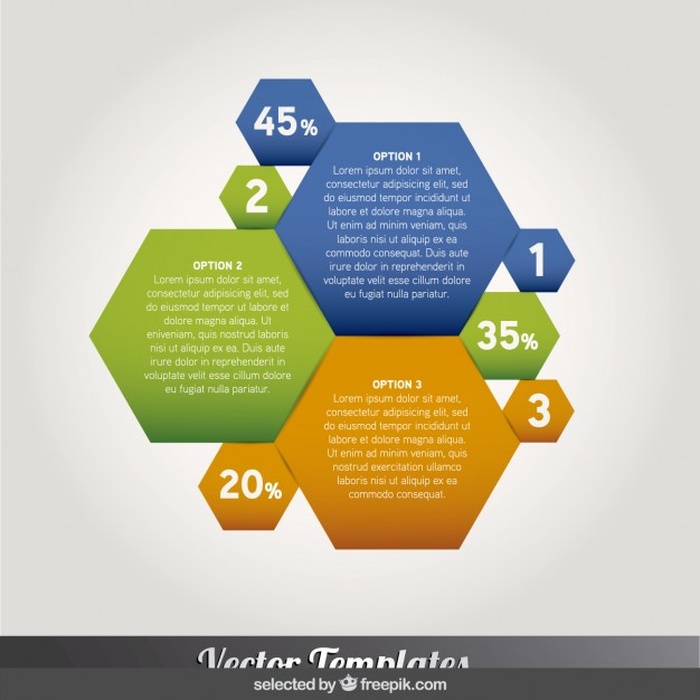 45%
OPTION 1
Lorem ipsum dolor sit amet,
consectetur adipisicing elit, sed
do eiusmod tempor incididunt ut
labore et dolore magna aliqua.
Ut enim ad minim veniam, quis
nostrud laboris ut aliquip ex ea
commodo consequat. Duis aute
irure dolor in reprehenderit in
voluptate velit esse cillum dolore
eu fugiat nulla pariatur.
1
2
OPTION 2
Lorem ipsum dolor sit amet,
consectetur adipisicing elit, sed
do eiusmod tempor
incididunt ut labore et
dolore magna aliqua. Ut
eniveniam, quis nostrud laboris
ut aliquip ex ea commodo
consequat. Duis aute irure dolor
irure dolor in reprehenderit in
voluptate velit esse cillum dolore
eu fugiat nulla pariatur.
35%
OPTION 3
Lorem ipsum dolor sit amet,
consectetur adipisicing elit, sed
do eiusmod tempor incididunt ut
labore et dolore magna aliqua.
Ut enim ad minim veniam, quis
nostrud exercitation ullamco
laboris nisi ut aliquip ex ea
commodo consequat.
3
20%
Vector Templates
selected by freepik.com